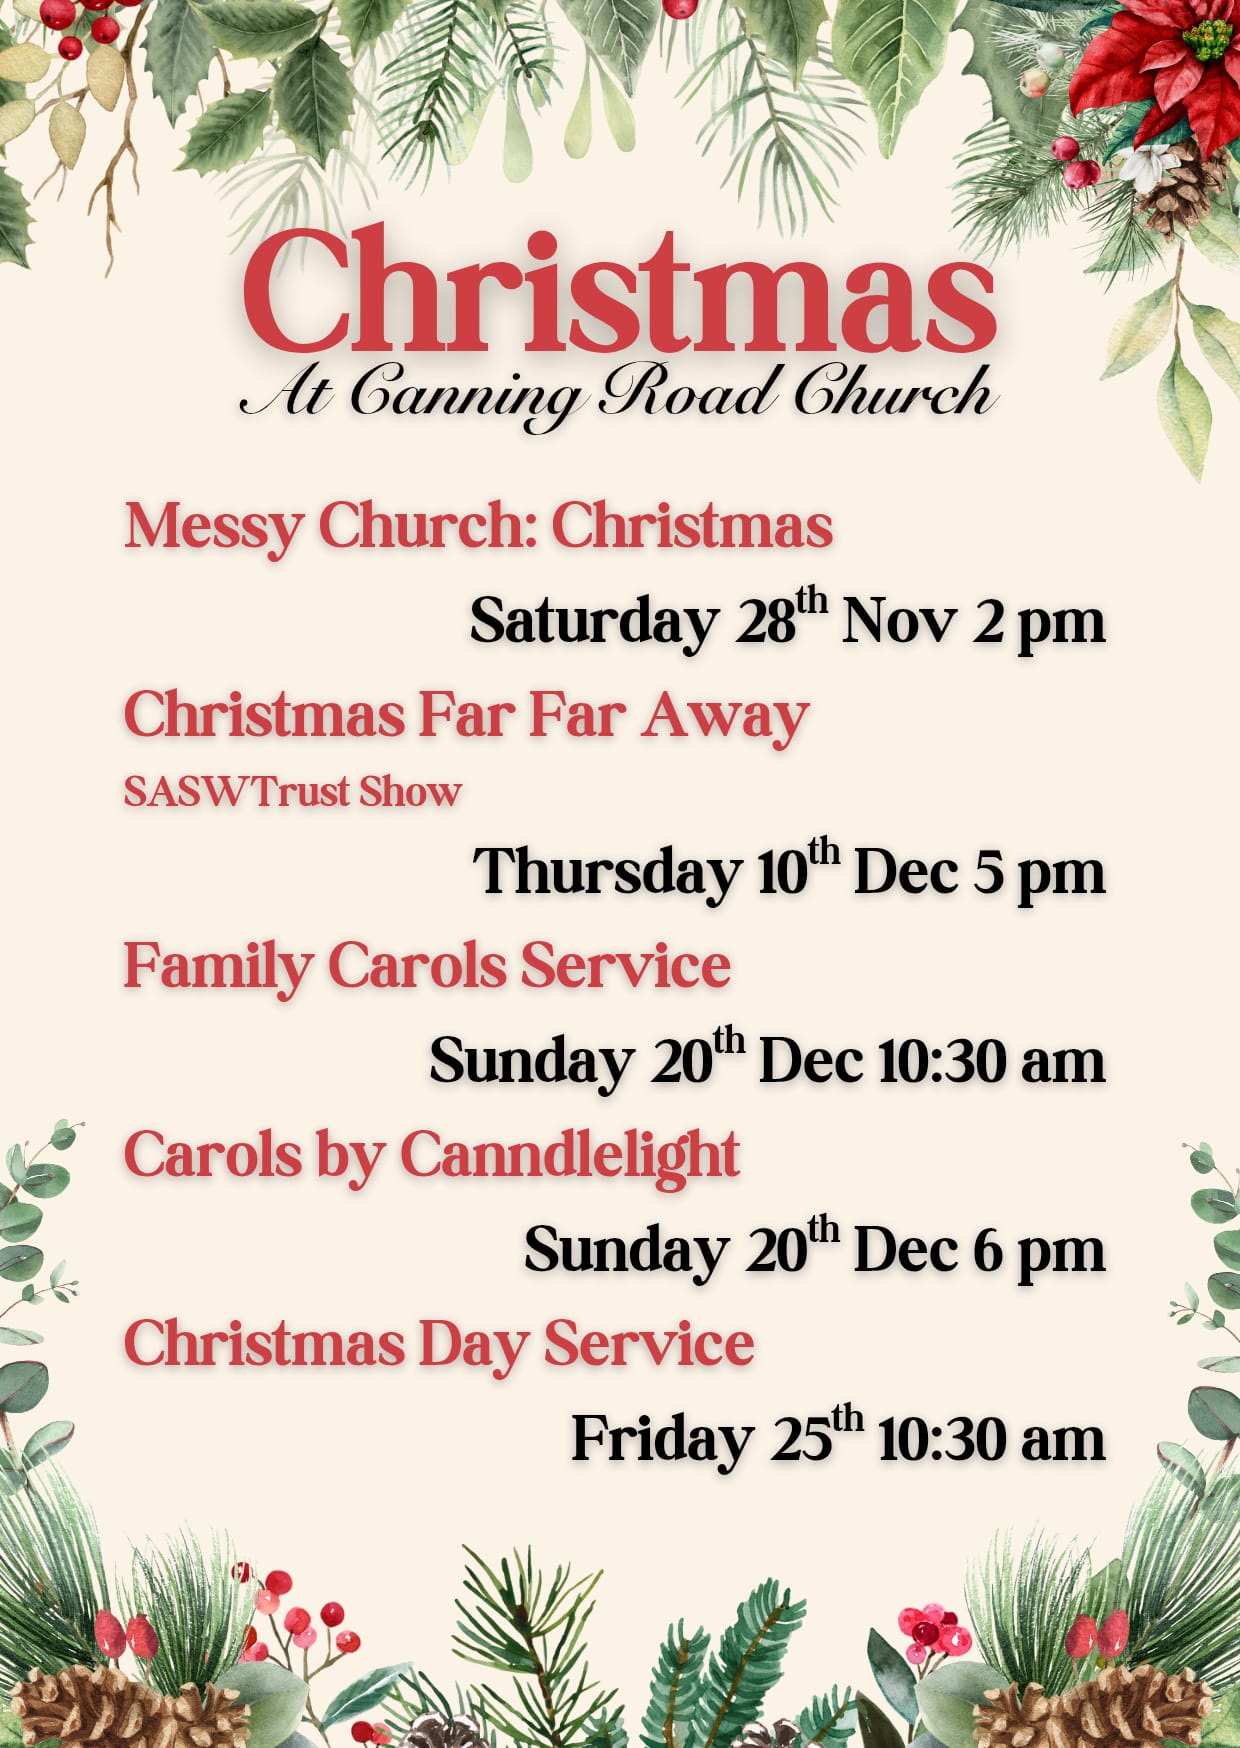 Christmas
At Canning Road Church
Messy Church: Christmas
Saturday 28th Nov 2 pm
Christmas Far Far Away
SASWTrust Show
Thursday 10th Dec 5 pm
Family Carols Service
Sunday 20th Dec 10:30 am
Carols by Canndlelight
Sunday 20th Dec 6 pm
Christmas Day Service
Friday 25th 10:30 am